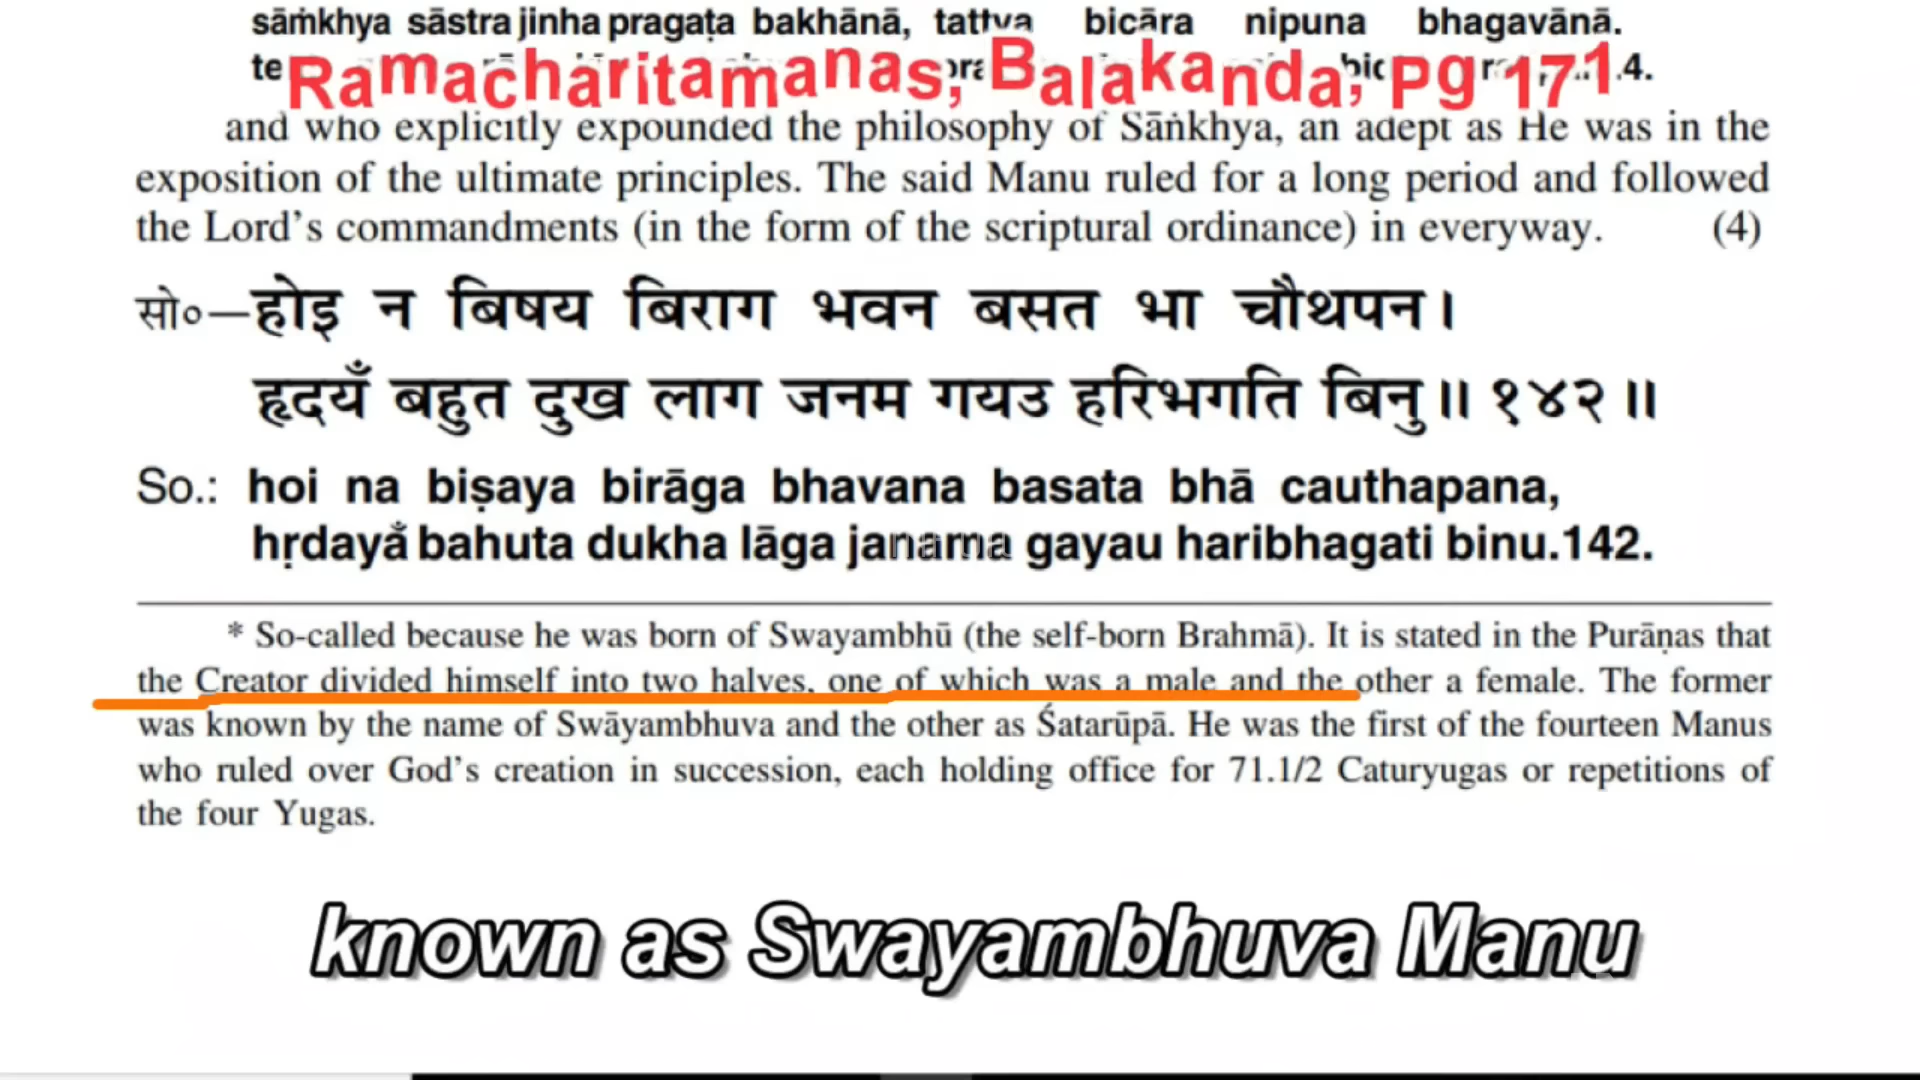 sāṁkhya sāstra jinha pragaṭa bakhānā, tattva bicāra nipuna bhagavānā.
Ramacharitamanas, Balakanda, Pg 171
and who explicitly expounded the philosophy of Sāṅkhya, an adept as He was in the
exposition of the ultimate principles. The said Manu ruled for a long period and followed
the Lord’s commandments (in the form of the scriptural ordinance) in everyway. (4)
सो०—होइ न बिषय बिराग भवन बसत भा चौथपन।
हृदयँ बहुत दुख लाग जनम गयउ हरिभगति बिनु॥ १४२॥
So.: hoi na biṣaya birāga bhavana basata bhā cauthapana,
hṛdayaँ bahuta dukha lāga janama gayau haribhagati binu.142.
* So-called because he was born of Swayambhū (the self-born Brahmā). It is stated in the Purāṇas that
the Creator divided himself into two halves, one of which was a male and the other a female. The former
was known by the name of Swāyambhuva and the other as Śatarūpā. He was the first of the fourteen Manus
who ruled over God’s creation in succession, each holding office for 71.1/2 Caturyugas or repetitions of
the four Yugas.
known as Swayambhuva Manu